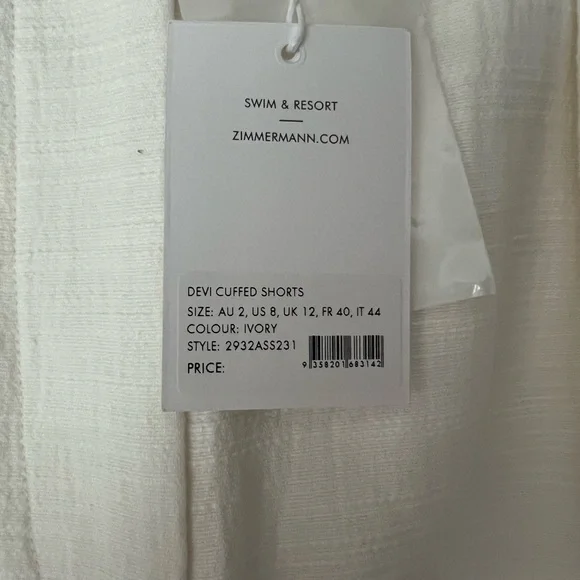 SWIM & RESORT
ZIMMERMANN.COM
DEVI CUFFED SHORTS
SIZE: AU 2, US 8, UK 12, FR 40, IT 44
COLOUR: IVORY
STYLE: 2932ASS231
PRICE:
9 358201 683142